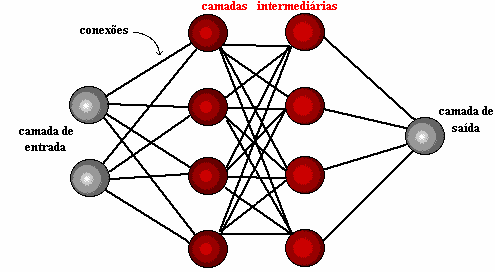 camadas intermediárias
conexões
camada de
entrada
camada de
saída